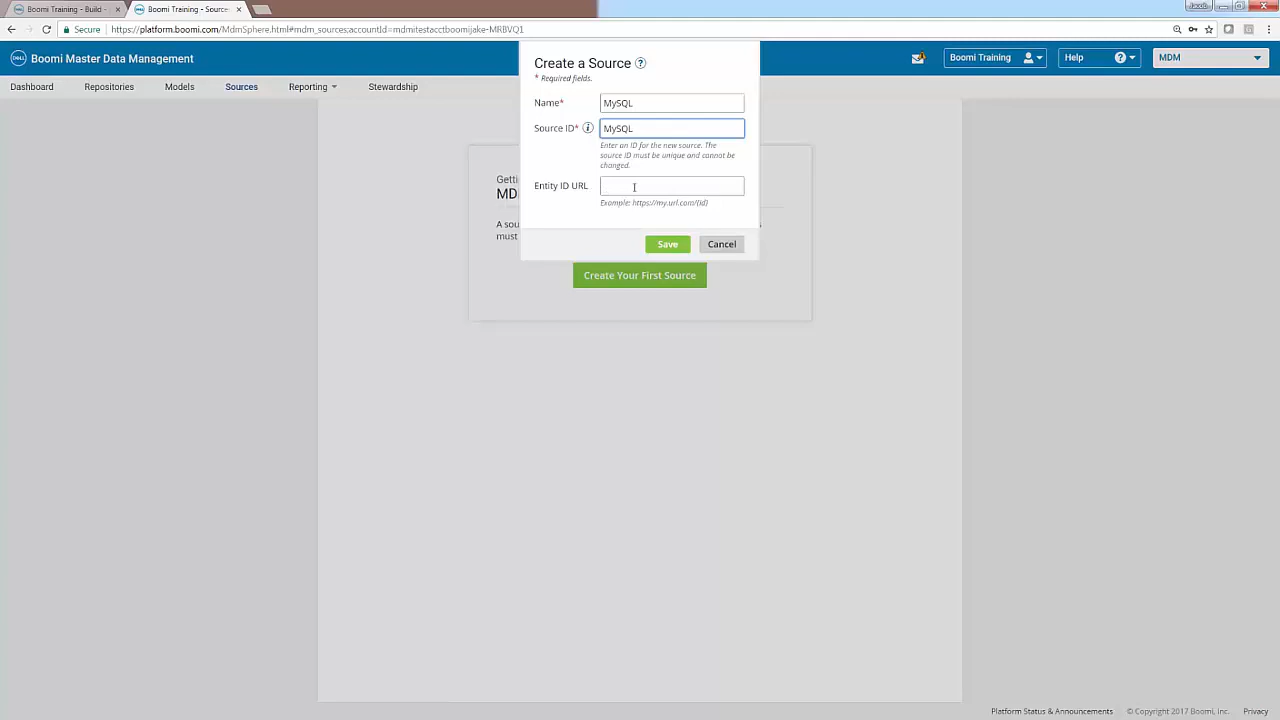 Boomi Training - Build -
Boomi Training - Source
Jacob
Secure
https://platform.boomi.com/MdmSphere.html#mdm_sources;accountId=mdmitestacctboomijake-MRBVQ1
DELL
Boomi Master Data Management
Boomi Training
Help
MDM
Dashboard
Repositories
Models
Sources
Reporting
Stewardship
Create a Source
* Required fields.
Name*
MySQL
Source ID*
MySQL
Enter an ID for the new source. The
source ID must be unique and cannot be
changed.
Entity ID URL
Example: https://my.url.com/{id}
Save
Cancel
Getti
MD
A sou
s
must
Create Your First Source
Platform Status & Announcements
© Copyright 2017 Boomi, Inc.
Privacy